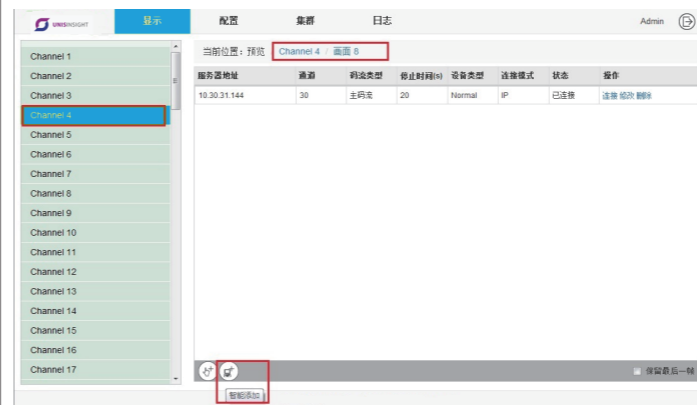 UNISINSIGHT 显示 配置 集群 日志 Admin
当前位置：预览 Channel 4 / 画面 8
Channel 1
Channel 2
Channel 3
Channel 4
Channel 5
Channel 6
Channel 7
Channel 8
Channel 9
Channel 10
Channel 11
Channel 12
Channel 13
Channel 14
Channel 15
Channel 16
Channel 17
服务器地址 通道 码流类型 停止时间(s) 设备类型 连接模式 状态 操作
10.30.31.144 30 主码流 20 Normal IP 已连接 连接 修改 删除
保留最后一帧
智能添加